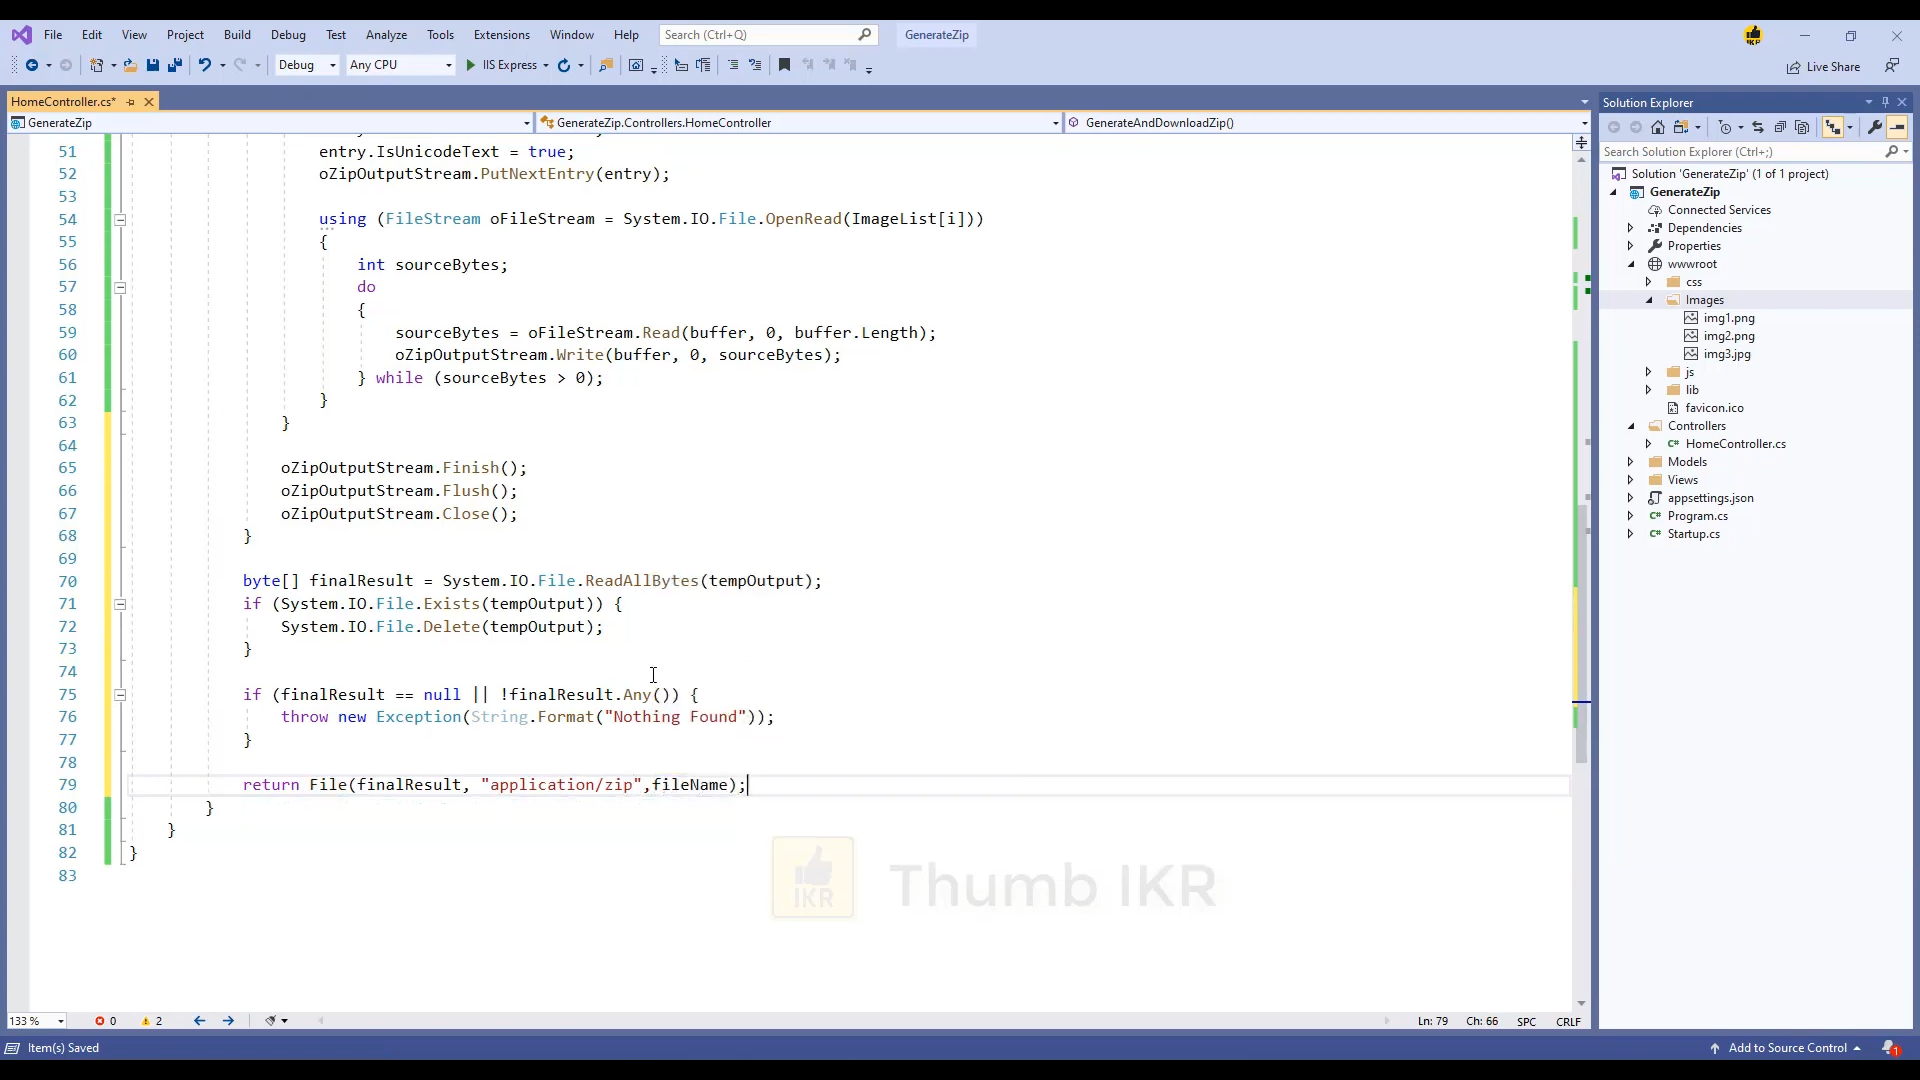 File Edit View Project Build Debug Test Analyze Tools Extensions Window Help Search (Ctrl+Q) GenerateZip
IKR
Debug Any CPU IIS Express Live Share
HomeController.cs*
GenerateZip GenerateZip.Controllers.HomeController GenerateAndDownloadZip()
51 entry.IsUnicodeText = true;
52 oZipOutputStream.PutNextEntry(entry);
53
54 using (FileStream oFileStream = System.IO.File.OpenRead(ImageList[i]))
55 {
56 int sourceBytes;
57 do
58 {
59 sourceBytes = oFileStream.Read(buffer, 0, buffer.Length);
60 oZipOutputStream.Write(buffer, 0, sourceBytes);
61 } while (sourceBytes > 0);
62 }
63 }
64
65 oZipOutputStream.Finish();
66 oZipOutputStream.Flush();
67 oZipOutputStream.Close();
68 }
69
70 byte[] finalResult = System.IO.File.ReadAllBytes(tempOutput);
71 if (System.IO.File.Exists(tempOutput)) {
72 System.IO.File.Delete(tempOutput);
73 }
74
75 if (finalResult == null || !finalResult.Any()) {
76 throw new Exception(String.Format("Nothing Found"));
77 }
78
79 return File(finalResult, "application/zip",fileName);
80 }
81 }
82 }
83
IKR Thumb IKR
133 % 0 2 Ln: 79 Ch: 66 SPC CRLF
Solution Explorer
Search Solution Explorer (Ctrl+;)
Solution 'GenerateZip' (1 of 1 project)
GenerateZip
Connected Services
Dependencies
Properties
wwwroot
css
Images
img1.png
img2.png
img3.jpg
js
lib
favicon.ico
Controllers
HomeController.cs
Models
Views
appsettings.json
Program.cs
Startup.cs
Item(s) Saved Add to Source Control 1